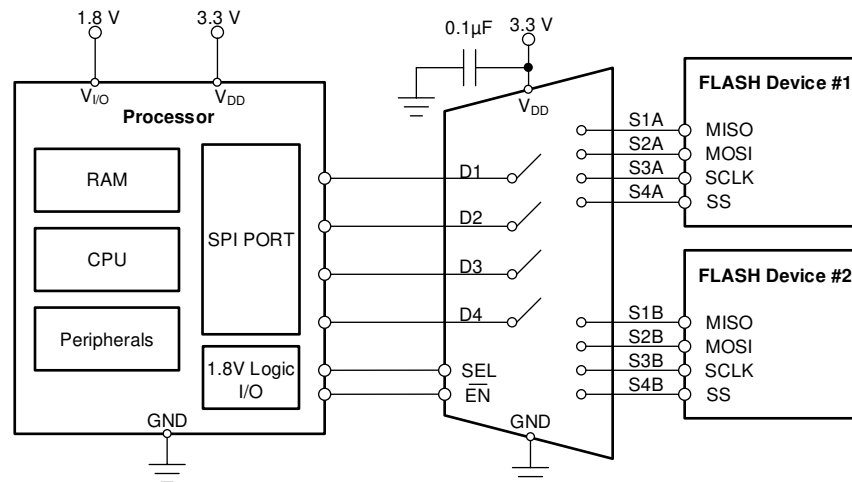 1.8 V
3.3 V
V_I/O
V_DD
Processor
RAM
CPU
Peripherals
SPI PORT
1.8V Logic
I/O
GND
0.1µF
3.3 V
V_DD
D1
D2
D3
D4
SEL
E̅N̅
GND
S1A
S2A
S3A
S4A
S1B
S2B
S3B
S4B
FLASH Device #1
MISO
MOSI
SCLK
SS
FLASH Device #2
MISO
MOSI
SCLK
SS